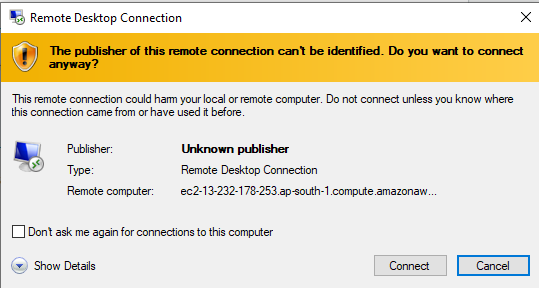 Remote Desktop Connection
The publisher of this remote connection can't be identified. Do you want to connect
anyway?
This remote connection could harm your local or remote computer. Do not connect unless you know where
this connection came from or have used it before.
Publisher: Unknown publisher
Type: Remote Desktop Connection
Remote computer: ec2-13-232-178-253.ap-south-1.compute.amazonaw...
Don't ask me again for connections to this computer
Show Details Connect Cancel